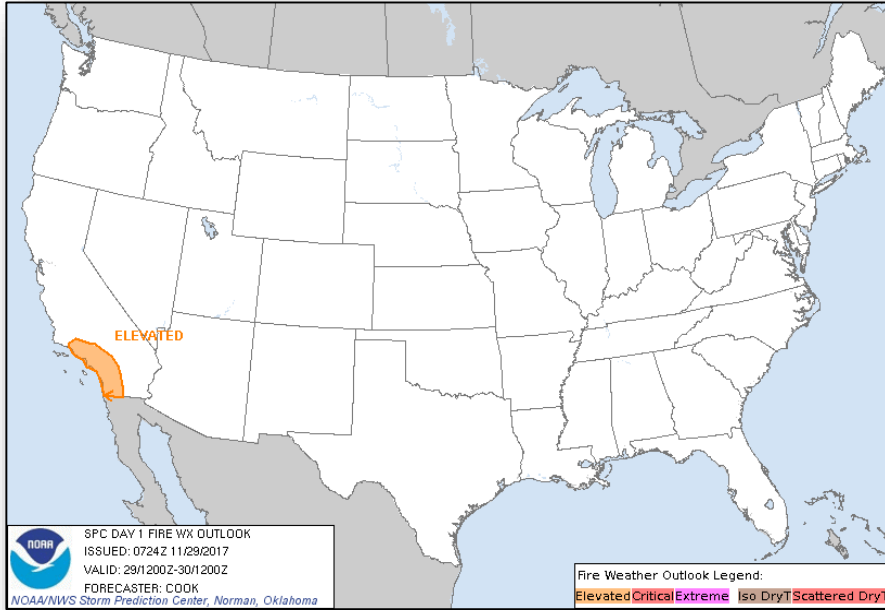 ELEVATED
SPC DAY 1 FIRE WX OUTLOOK
ISSUED: 0724Z 11/29/2017
VALID: 29/1200Z-30/1200Z
FORECASTER: COOK
NOAA
NOAA/NWS Storm Prediction Center, Norman, Oklahoma
Fire Weather Outlook Legend:
Elevated Critical Extreme Iso DryT Scattered DryT